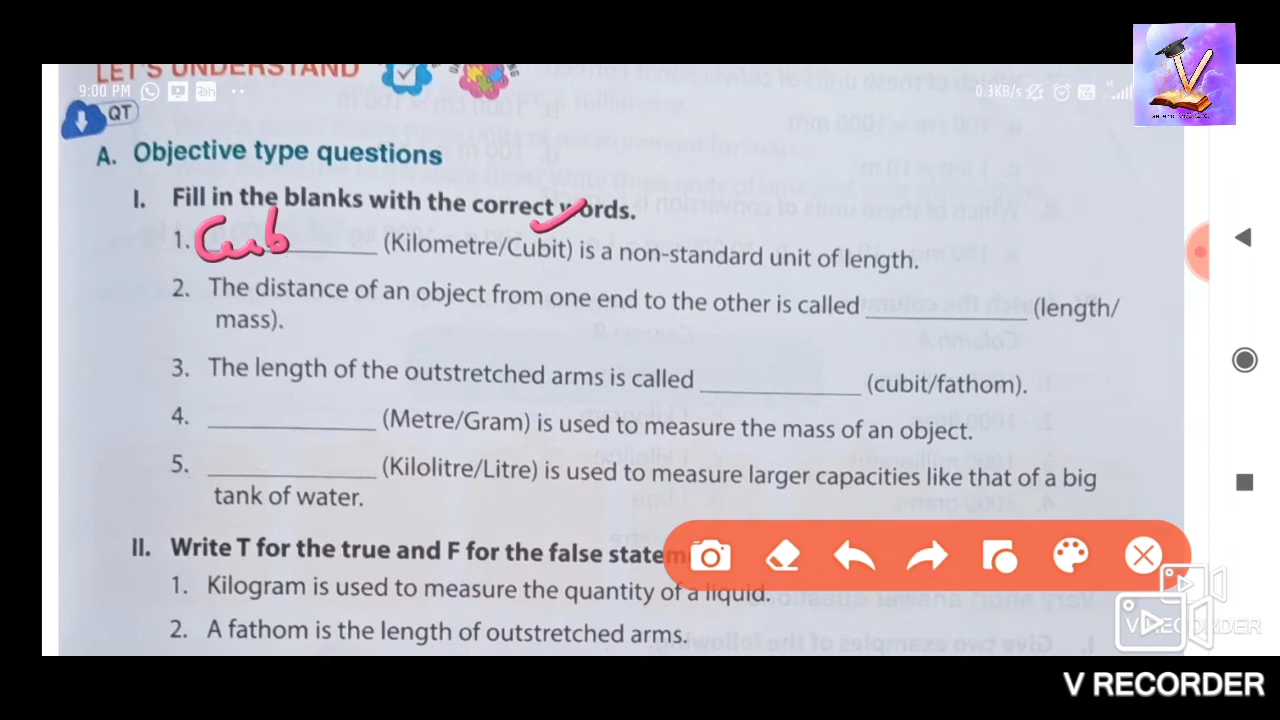 LET'S UNDERSTAND
9:00 PM
0.3KB/s
QT
A. Objective type questions
I. Fill in the blanks with the correct words.
1. Cub ____________ (Kilometre/Cubit) is a non-standard unit of length.
2. The distance of an object from one end to the other is called ____________ (length/
mass).
3. The length of the outstretched arms is called ____________ (cubit/fathom).
4. ____________ (Metre/Gram) is used to measure the mass of an object.
5. ____________ (Kilolitre/Litre) is used to measure larger capacities like that of a big
tank of water.
II. Write T for the true and F for the false statem
1. Kilogram is used to measure the quantity of a liquid.
2. A fathom is the length of outstretched arms.
V RECORDER